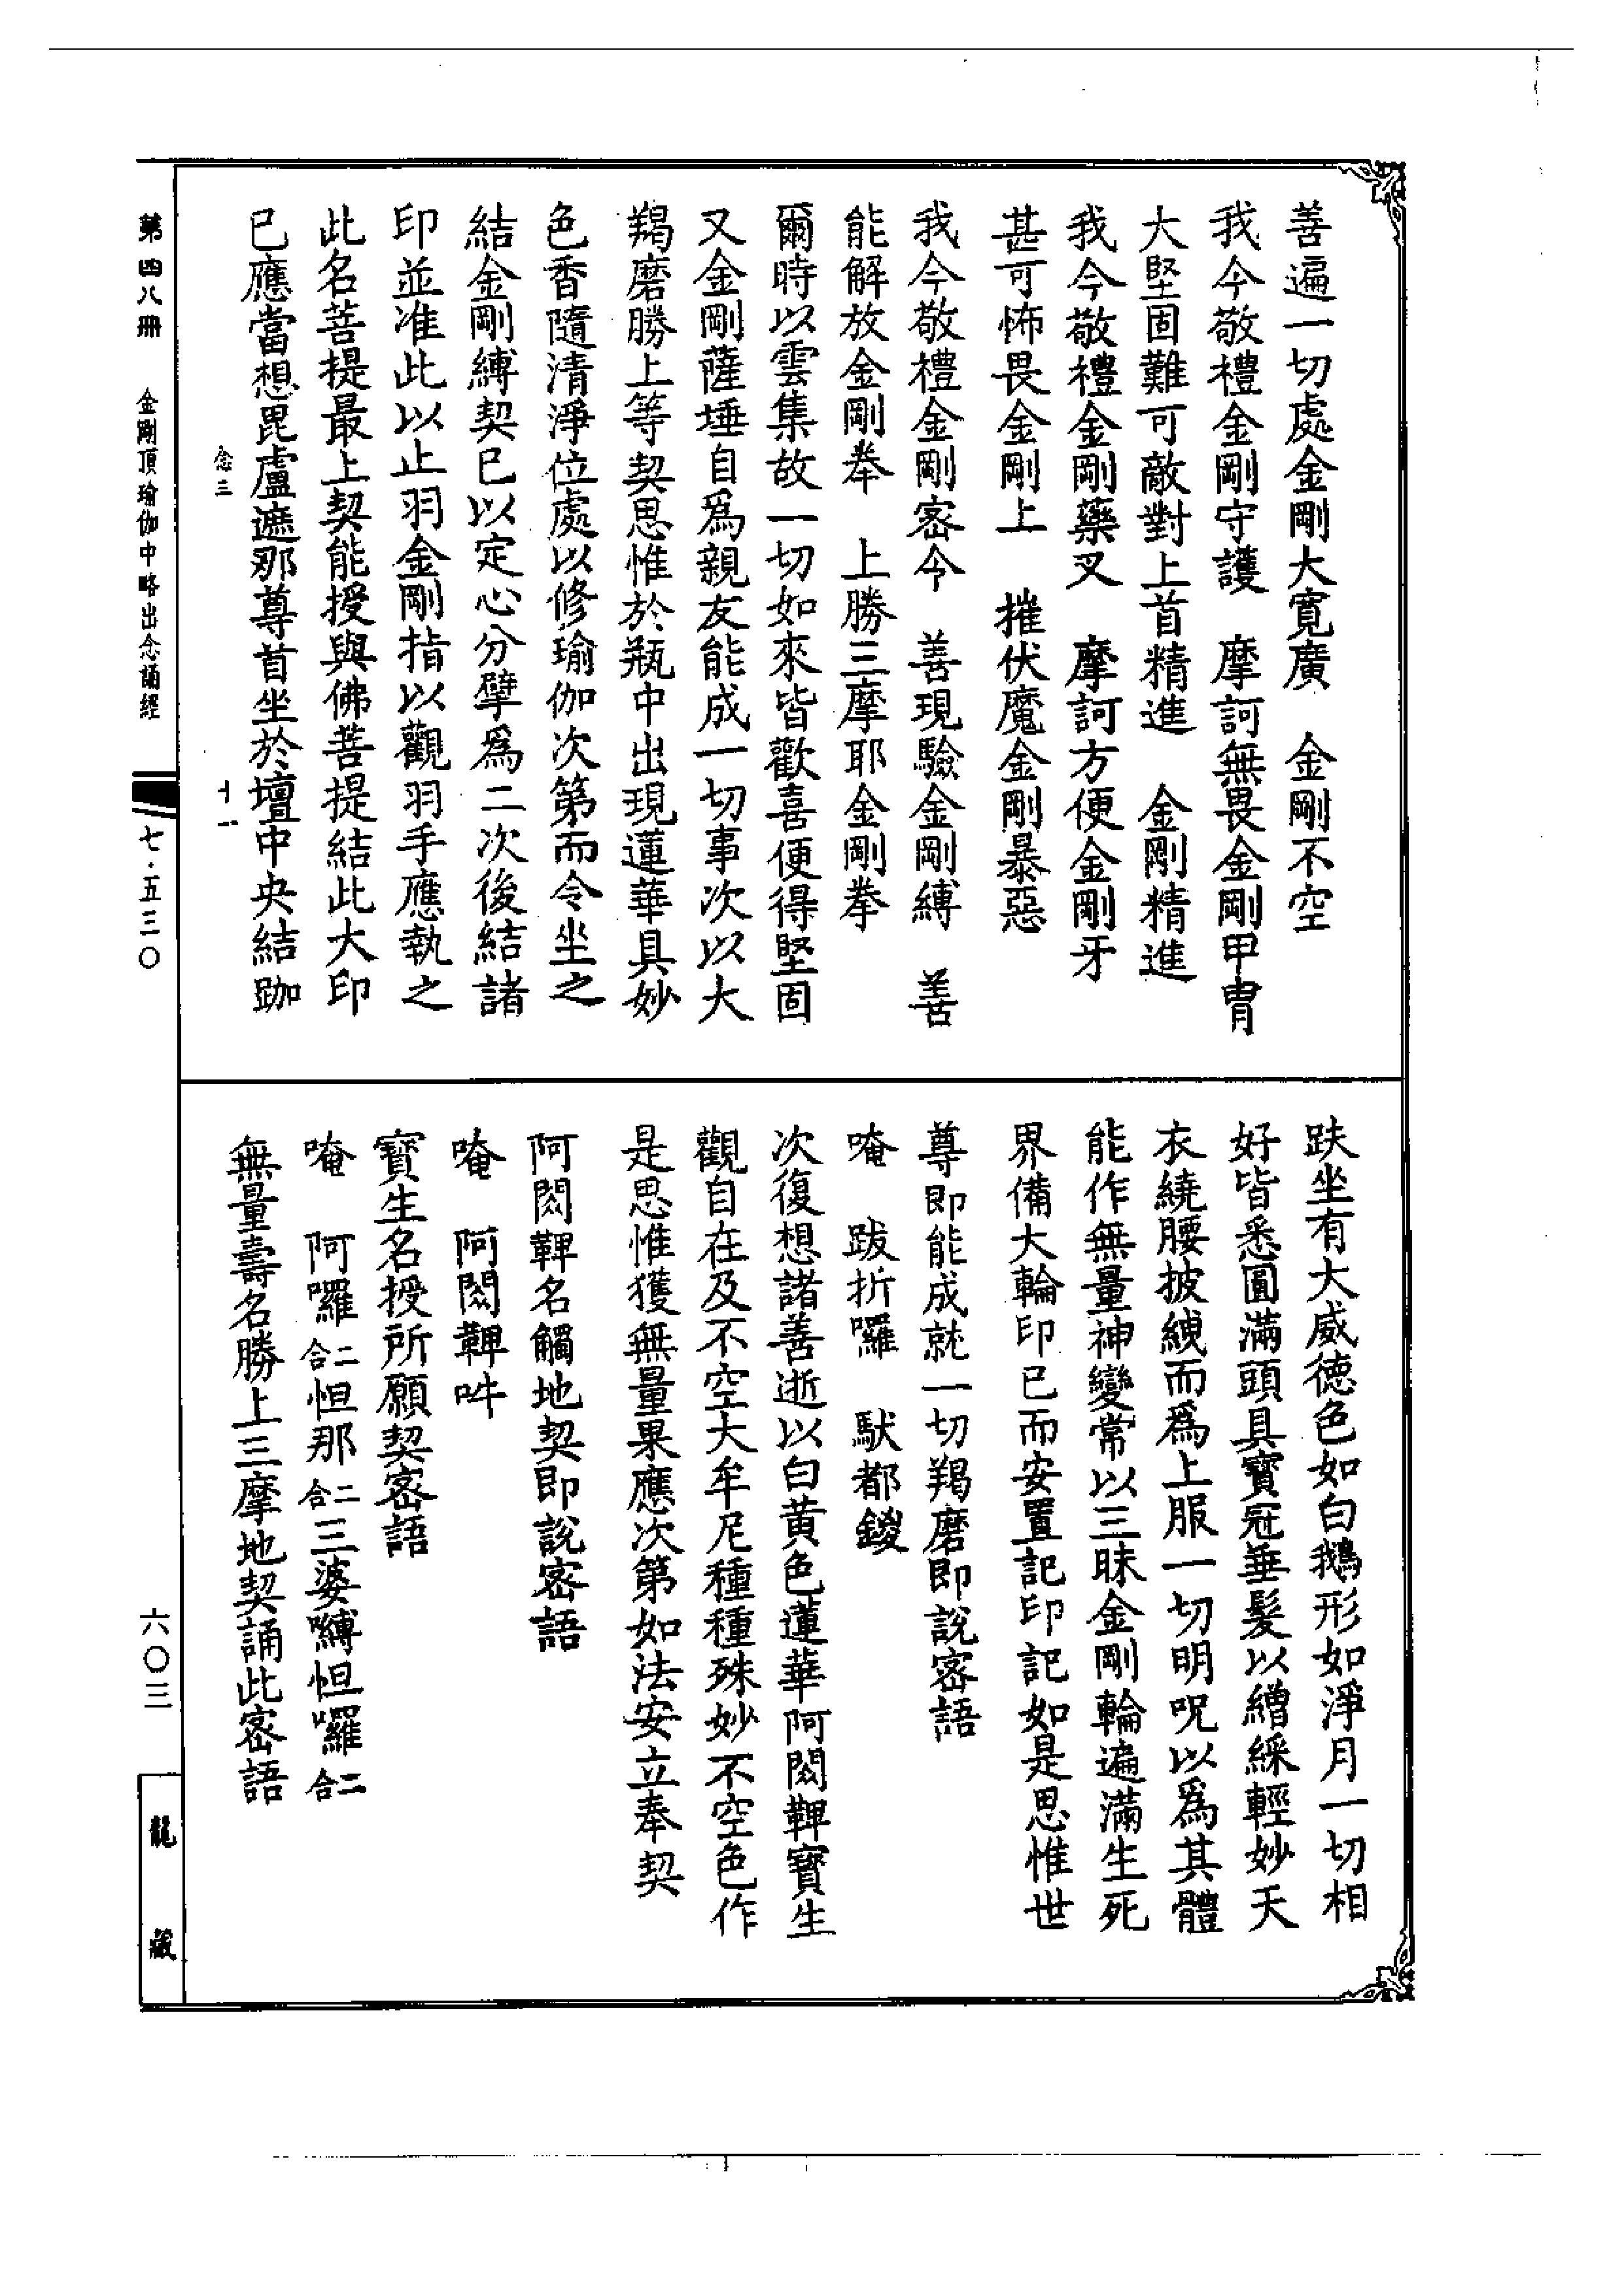 善遍一切處金剛大寬廣　金剛不空
我今敬禮金剛守護　摩訶無畏金剛甲冑
大堅固難可敵對上首精進　金剛精進
我今敬禮金剛藥叉　摩訶方便金剛牙
甚可怖畏金剛上　摧伏魔金剛暴惡
我今敬禮金剛密今　善現驗金剛縛　善
能解放金剛拳　上勝三摩耶金剛拳
爾時以雲集故一切如來皆歡喜便得堅固
又金剛薩埵自爲親友能成一切事次以大
羯磨勝上等契思惟於瓶中出現蓮華具妙
色香隨清淨位處以修瑜伽次第而令坐之
結金剛縛契已以定心分擘爲二次後結諸
印並准此以止羽金剛指以觀羽手應執之
此名菩提最上契能授與佛菩提結此大印
已應當想毘盧遮那尊首坐於壇中央結跏
念三　十一
跌坐有大威德色如白鵝形如淨月一切相
好皆悉圓滿頭具寶冠垂髮以繒綵輕妙天
衣繞腰披綟而爲上服一切明呪以爲其體
能作無量神變常以三昧金剛輪遍滿生死
界備大輪印已而安置記印記如是思惟世
尊即能成就一切羯磨即說密語
唵　跋折囉　馱都鍐
次復想諸善逝以白黃色蓮華阿閦鞞寶生
觀自在及不空大牟尼種種殊妙不空色作
是思惟獲無量果應次第如法安立奉契
阿閦鞞名觸地契即說密語
唵　阿閦鞞吽
寶生名授所願契密語
唵　阿囉二合怛那二合三婆嚩怛囉二合
無量壽名勝上三摩地契誦此密語
第四八冊　金剛頂瑜伽中略出念誦經　七·五三〇
六〇三
龍藏